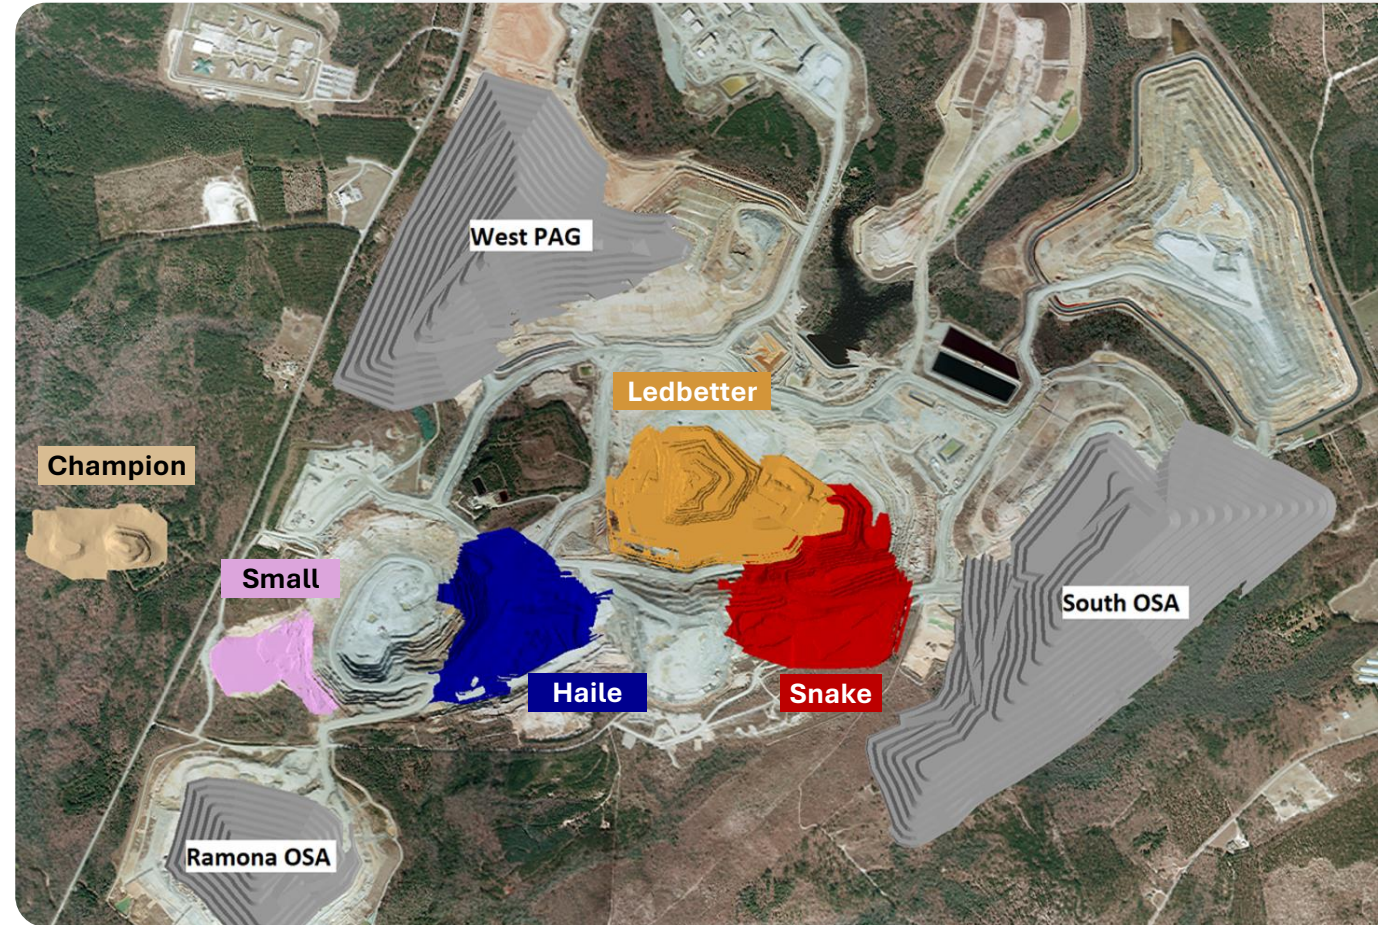 West PAG
Ledbetter
Champion
Small
South OSA
Haile
Snake
Ramona OSA